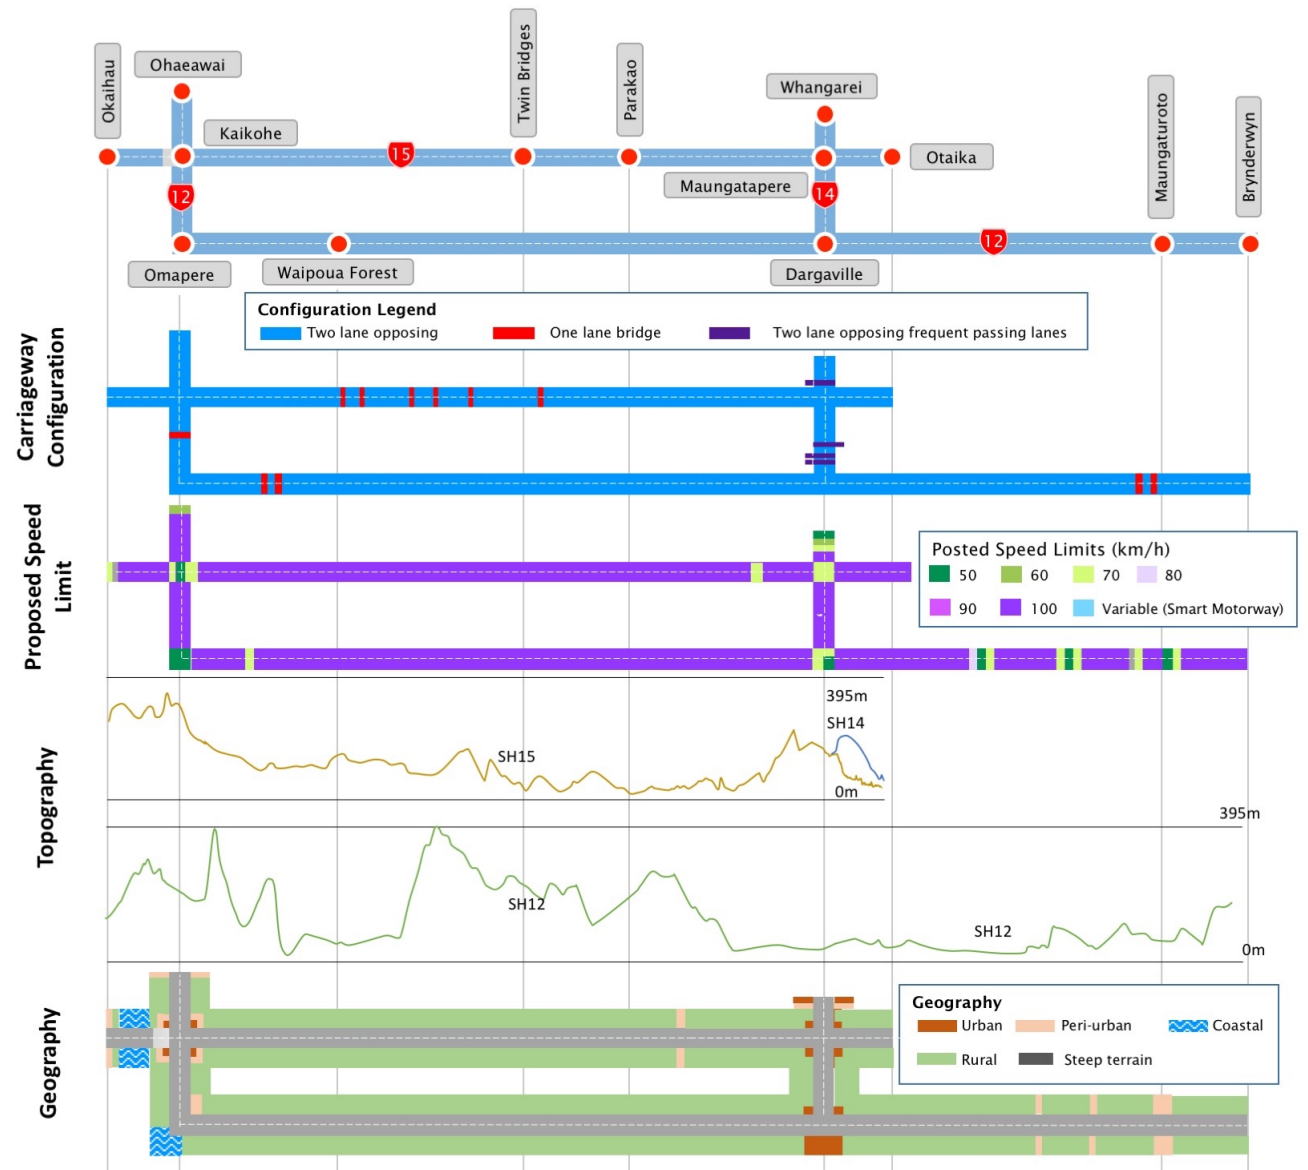 Okaihau
Ohaeawai
Kaikohe
Twin Bridges
Parakao
Whangarei
Maungatapere
Otaika
Maungaturoto
Brynderwyn
15
12
14
12
Omapere
Waipoua Forest
Dargaville
Configuration Legend
Two lane opposing
One lane bridge
Two lane opposing frequent passing lanes
Carriageway
Configuration
Proposed Speed
Limit
Posted Speed Limits (km/h)
50
60
70
80
90
100
Variable (Smart Motorway)
Topography
395m
SH14
SH15
0m
395m
SH12
SH12
0m
Geography
Geography
Urban
Peri-urban
Coastal
Rural
Steep terrain